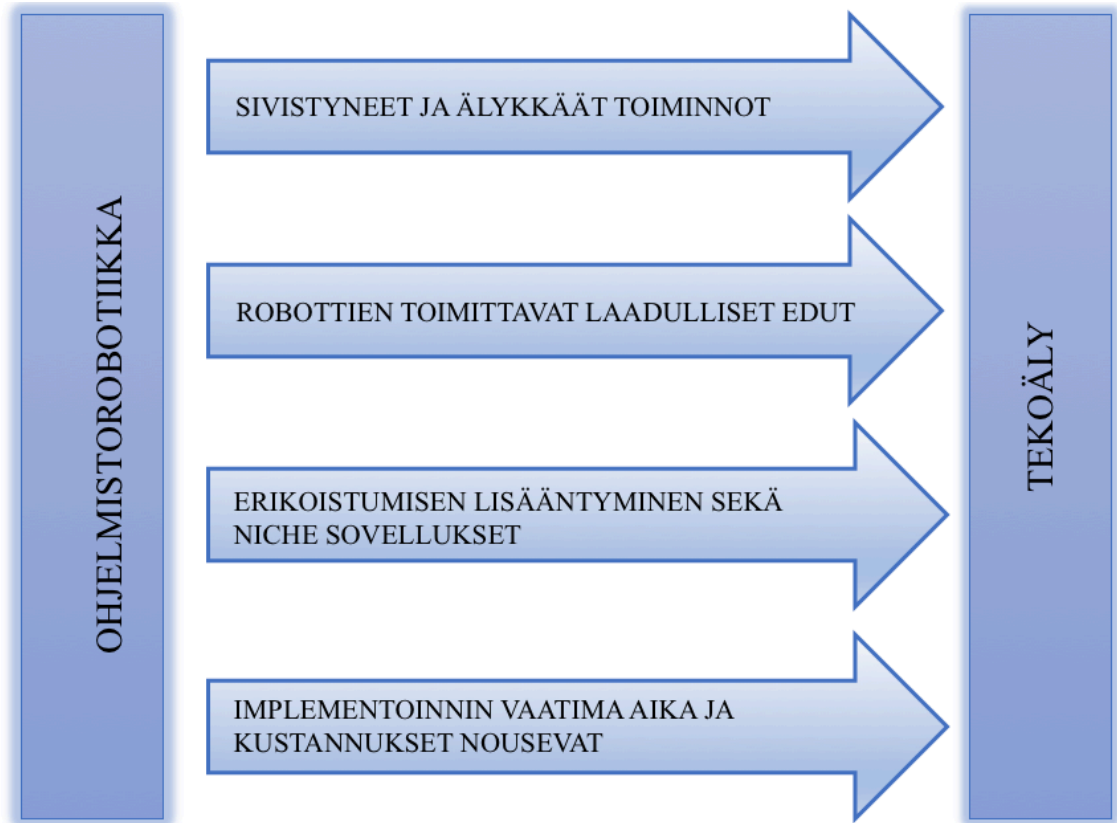 OHJELMISTOROBOTIIKKA
SIVISTYNEET JA ÄLYKKÄÄT TOIMINNOT
ROBOTTIEN TOIMITTAVAT LAADULLISET EDUT
ERIKOISTUMISEN LISÄÄNTYMINEN SEKÄ
NICHE SOVELLUKSET
IMPLEMENTOINNIN VAATIMA AIKA JA
KUSTANNUKSET NOUSEVAT
TEKOÄLY